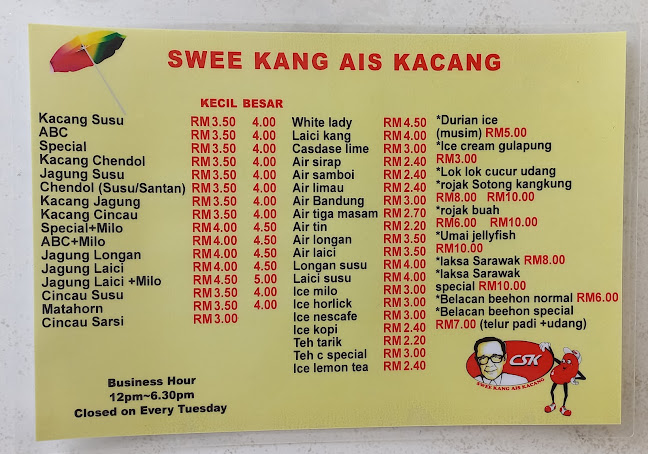 SWEE KANG AIS KACANG
KECIL BESAR
Kacang Susu RM3.50 4.00
ABC RM3.50 4.00
Special RM3.50 4.00
Kacang Chendol RM3.50 4.00
Jagung Susu RM3.50 4.00
Chendol (Susu/Santan) RM3.50 4.00
Kacang Jagung RM3.50 4.00
Kacang Cincau RM3.50 4.00
Special+Milo RM4.00 4.50
ABC+Milo RM4.00 4.50
Jagung Longan RM4.00 4.50
Jagung Laici RM4.00 4.50
Jagung Laici +Milo RM4.50 5.00
Cincau Susu RM3.50 4.00
Matahorn RM3.50 4.00
Cincau Sarsi RM3.00
Business Hour
12pm~6.30pm
Closed on Every Tuesday
White lady RM4.50
Laici kang RM4.00
Casdase lime RM3.00
Air sirap RM2.40
Air samboi RM2.40
Air limau RM2.40
Air Bandung RM3.00
Air tiga masam RM2.70
Air tin RM2.20
Air longan RM3.50
Air laici RM3.50
Longan susu RM4.00
Laici susu RM4.00
Ice milo RM3.00
Ice horlick RM3.00
Ice nescafe RM3.00
Ice kopi RM2.40
Teh tarik RM2.20
Teh c special RM3.00
Ice lemon tea RM2.40
*Durian ice
(musim) RM5.00
*Ice cream gulapung
RM3.00
*Lok lok cucur udang
*rojak Sotong kangkung
RM8.00 RM10.00
*rojak buah
RM6.00 RM10.00
*Umai jellyfish
RM10.00
*laksa Sarawak RM8.00
*laksa Sarawak
special RM10.00
*Belacan beehon normal RM6.00
*Belacan beehon special
RM7.00 (telur padi +udang)
CSK
SWEE KANG AIS KACANG